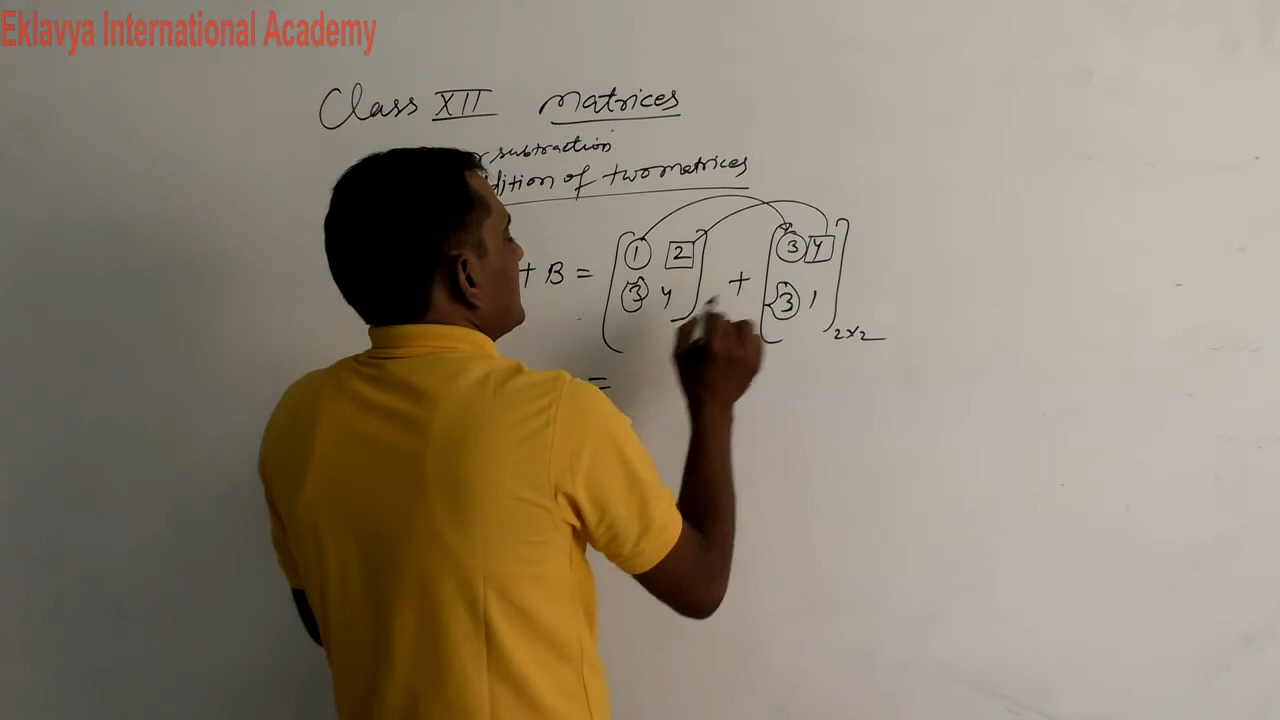 Eklavya International Academy
Class XII Matrices
subtraction
dition of two matrices
+ B = [1 2 + [3 4
3 4] 3 1] 2x2
=